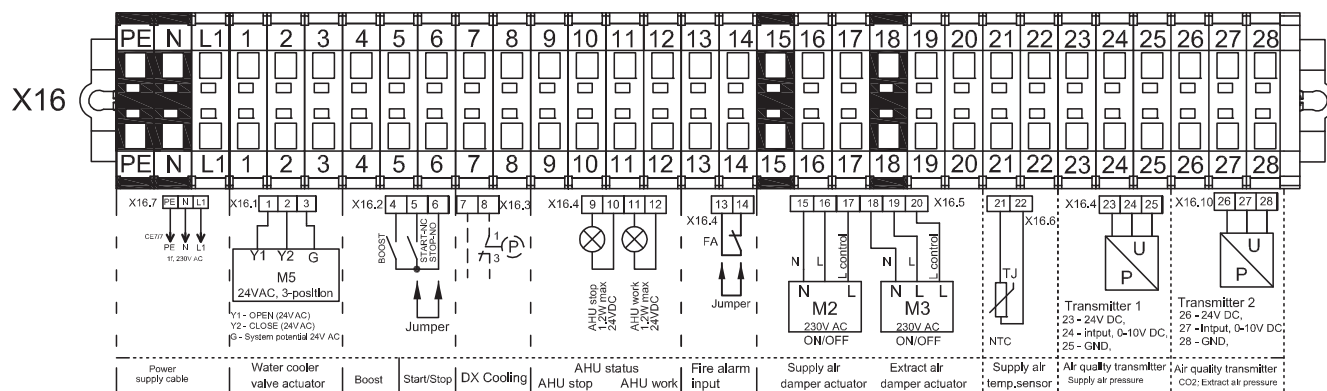 PE N L1 1 2 3 4 5 6 7 8 9 10 11 12 13 14 15 16 17 18 19 20 21 22 23 24 25 26 27 28
X16
PE N L1 1 2 3 4 5 6 7 8 9 10 11 12 13 14 15 16 17 18 19 20 21 22 23 24 25 26 27 28
X16.7 PE N L1
CE7/7
PE N L1
1f, 230V AC
X16.1 1 2 3
Y1 Y2 G
M5
24VAC, 3-position
Y1 - OPEN (24VAC)
Y2 - CLOSE (24VAC)
G - System potential 24V AC
X16.2 4 5 6
BOOST
START-NC
STOP-NO
Jumper
7 8 X16.3
1
3
P
X16.4 9 10 11 12
AHU stop
1,2W max
24VDC
AHU work
1,2W max
24VDC
13 14
X16.4
FA
Jumper
15 16 17
N L L control
N L
M2
230V AC
ON/OFF
18 19 20 X16.5
N L L control
N L L
M3
230V AC
ON/OFF
21 22
X16.6
TJ
NTC
X16.4 23 24 25
U
P
Transmitter 1
23 - 24V DC,
24 - intput, 0-10V DC
25 - GND,
X16.10 26 27 28
U
P
Transmitter 2
26 - 24V DC,
27 - Intput, 0-10V DC
28 - GND,
Power
supply cable
Water cooler
valve actuator
Boost
Start/Stop
DX Cooling
AHU status
AHU stop AHU work
Fire alarm
input
Supply air
damper actuator
Extract air
damper actuator
Supply air
temp.sensor
Air quality transmitter
Supply air pressure
Air quality transmitter
CO2; Extract air pressure